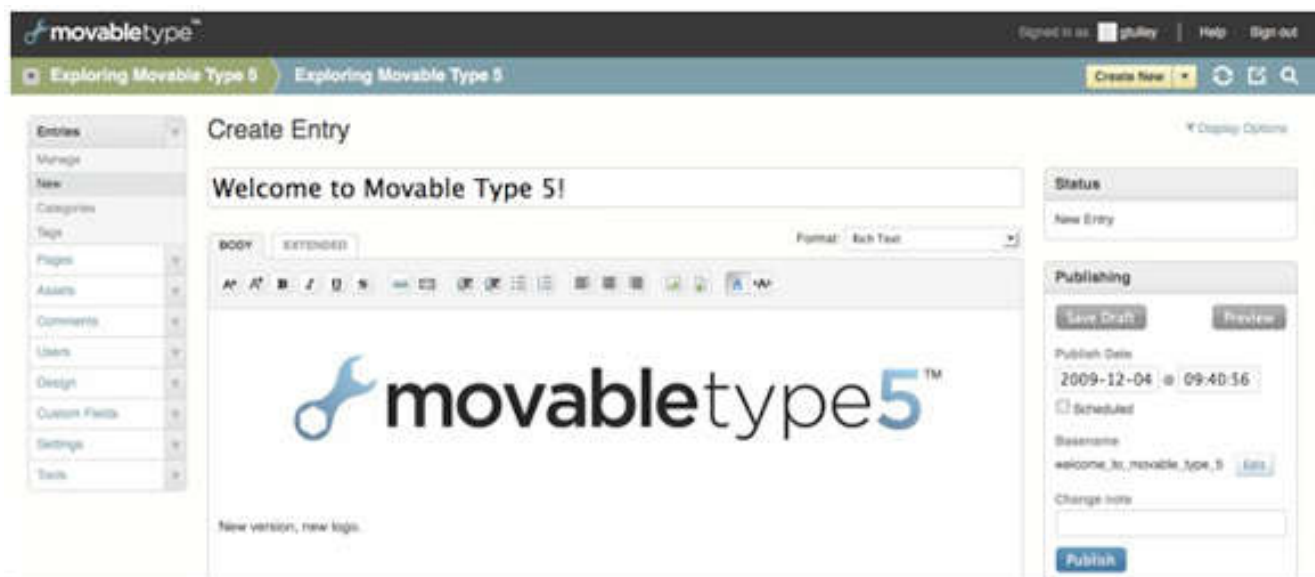 movabletype™
Signed in as gtulley | Help Sign out
Exploring Movable Type 5 Exploring Movable Type 5
Create New
Entries
Manage
New
Categories
Tags
Pages
Assets
Comments
Users
Design
Custom Fields
Settings
Tools
Create Entry
Display Options
Welcome to Movable Type 5!
BODY EXTENDED
Format: Rich Text
movabletype5™
New version, new logo.
Status
New Entry
Publishing
Save Draft Preview
Publish Date
2009-12-04 @ 09:40:56
Scheduled
Basename
welcome_to_movable_type_5 Edit
Change note
Publish